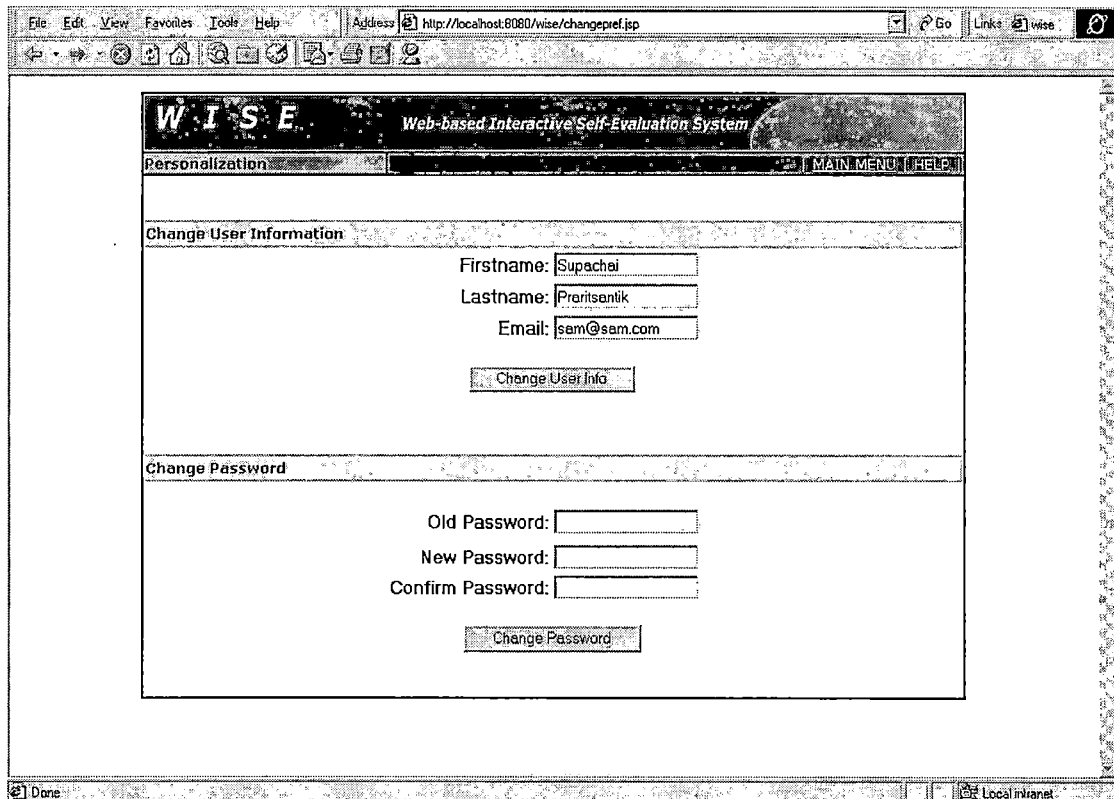 File Edit View Favorites Tools Help Address http://localhost:8080/wise/changepref.jsp Go Links wise
W I S E Web-based Interactive Self-Evaluation System
Personalization MAIN MENU HELP
Change User Information
Firstname: Supachai
Lastname: Praritsantik
Email: sam@sam.com
Change User Info
Change Password
Old Password:
New Password:
Confirm Password:
Change Password
Done Local intranet